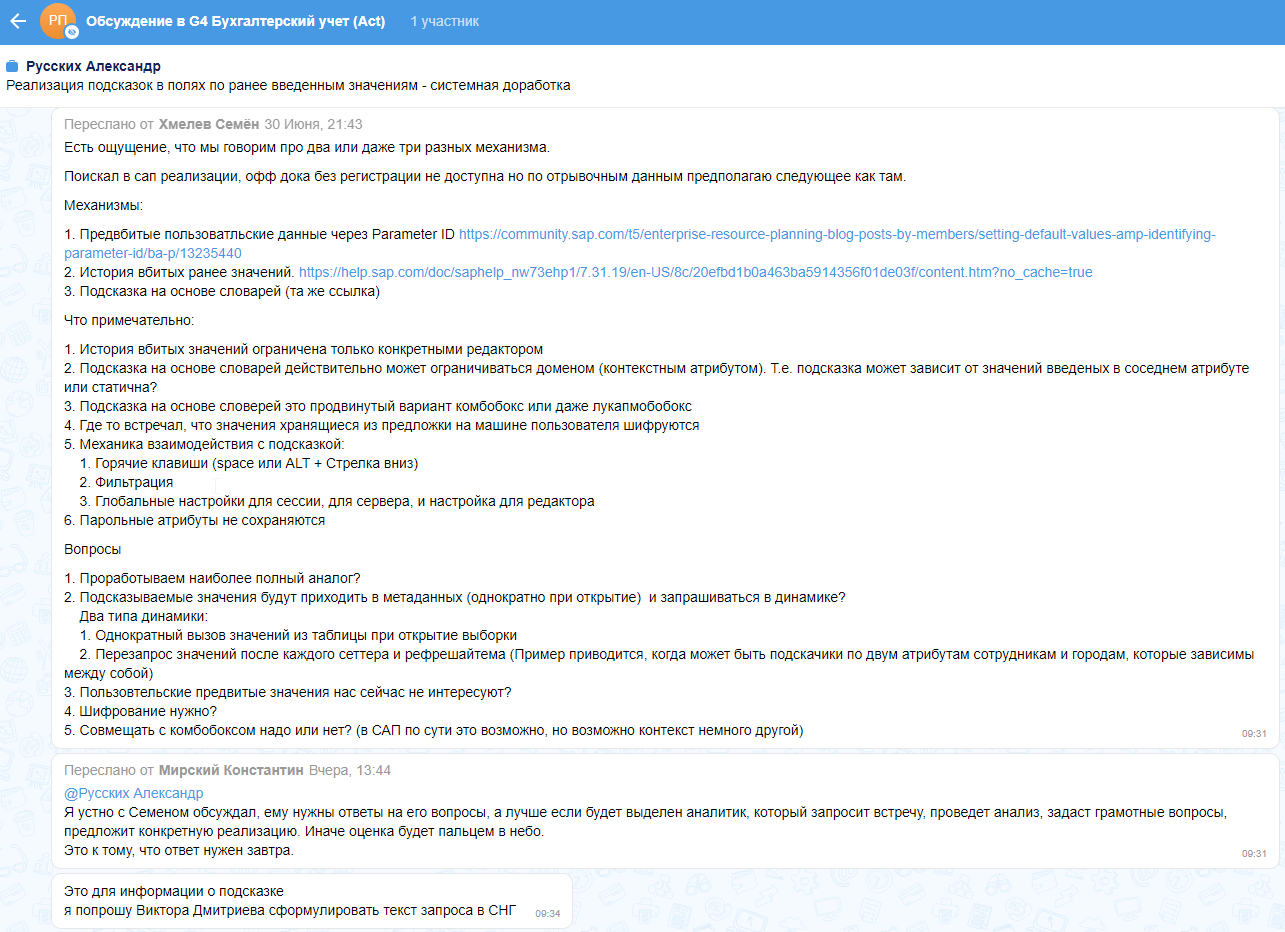 РП
Обсуждение в G4 Бухгалтерский учет (Act) 1 участник
Русских Александр
Реализация подсказок в полях по ранее введенным значениям - системная доработка
Переслано от Хмелев Семён 30 Июня, 21:43
Есть ощущение, что мы говорим про два или даже три разных механизма.
Поискал в сап реализации, офф дока без регистрации не доступна но по отрывочным данным предполагаю следующее как там.
Механизмы:
1. Предвбитые пользоватльские данные через Parameter ID https://community.sap.com/t5/enterprise-resource-planning-blog-posts-by-members/setting-default-values-amp-identifying-
parameter-id/ba-p/13235440
2. История вбитых ранее значений. https://help.sap.com/doc/saphelp_nw73ehp1/7.31.19/en-US/8c/20efbd1b0a463ba5914356f01de03f/content.htm?no_cache=true
3. Подсказка на основе словарей (та же ссылка)
Что примечательно:
1. История вбитых значений ограничена только конкретными редактором
2. Подсказка на основе словарей действительно может ограничиваться доменом (контекстным атрибутом). Т.е. подсказка может зависит от значений введеных в соседнем атрибуте
или статична?
3. Подсказка на основе словерей это продвинутый вариант комбобокс или даже лукапмобобокс
4. Где то встречал, что значения хранящиеся из предложки на машине пользователя шифруются
5. Механика взаимодействия с подсказкой:
1. Горячие клавиши (space или ALT + Стрелка вниз)
2. Фильтрация
3. Глобальные настройки для сессии, для сервера, и настройка для редактора
6. Парольные атрибуты не сохраняются
Вопросы
1. Проработываем наиболее полный аналог?
2. Подсказываемые значения будут приходить в метаданных (однократно при открытие)  и запрашиваться в динамике?
Два типа динамики:
1. Однократный вызов значений из таблицы при открытие выборки
2. Перезапрос значений после каждого сеттера и рефрешайтема (Пример приводится, когда может быть подскачики по двум атрибутам сотрудникам и городам, которые зависимы
между собой)
3. Пользовтельские предвитые значения нас сейчас не интересуют?
4. Шифрование нужно?
5. Совмещать с комбобоксом надо или нет? (в САП по сути это возможно, но возможно контекст немного другой)
09:31
Переслано от Мирский Константин Вчера, 13:44
@Русских Александр
Я устно с Семеном обсуждал, ему нужны ответы на его вопросы, а лучше если будет выделен аналитик, который запросит встречу, проведет анализ, задаст грамотные вопросы,
предложит конкретную реализацию. Иначе оценка будет пальцем в небо.
Это к тому, что ответ нужен завтра.
09:31
Это для информации о подсказке
я попрошу Виктора Дмитриева сформулировать текст запроса в СНГ 09:34